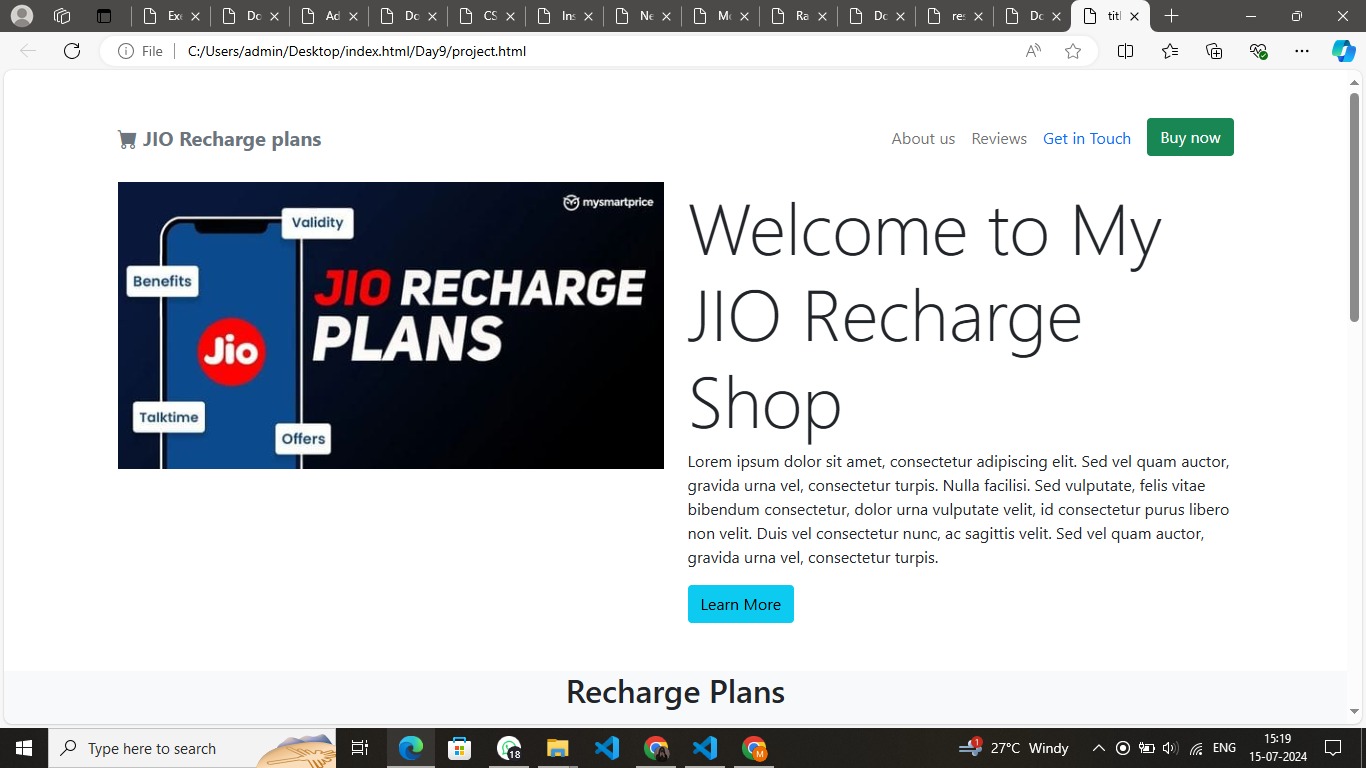 Exe
Do
Ad
Do
CS
Ins
Ne
Mo
Ra
Do
res
Do
titl
File
C:/Users/admin/Desktop/index.html/Day9/project.html
JIO Recharge plans
About us
Reviews
Get in Touch
Buy now
mysmartprice
Validity
Benefits
JIO RECHARGE
PLANS
Jio
Talktime
Offers
Welcome to My
JIO Recharge
Shop
Lorem ipsum dolor sit amet, consectetur adipiscing elit. Sed vel quam auctor,
gravida urna vel, consectetur turpis. Nulla facilisi. Sed vulputate, felis vitae
bibendum consectetur, dolor urna vulputate velit, id consectetur purus libero
non velit. Duis vel consectetur nunc, ac sagittis velit. Sed vel quam auctor,
gravida urna vel, consectetur turpis.
Learn More
Recharge Plans
Type here to search
18
A
M
1
27°C Windy
ENG
15:19
15-07-2024